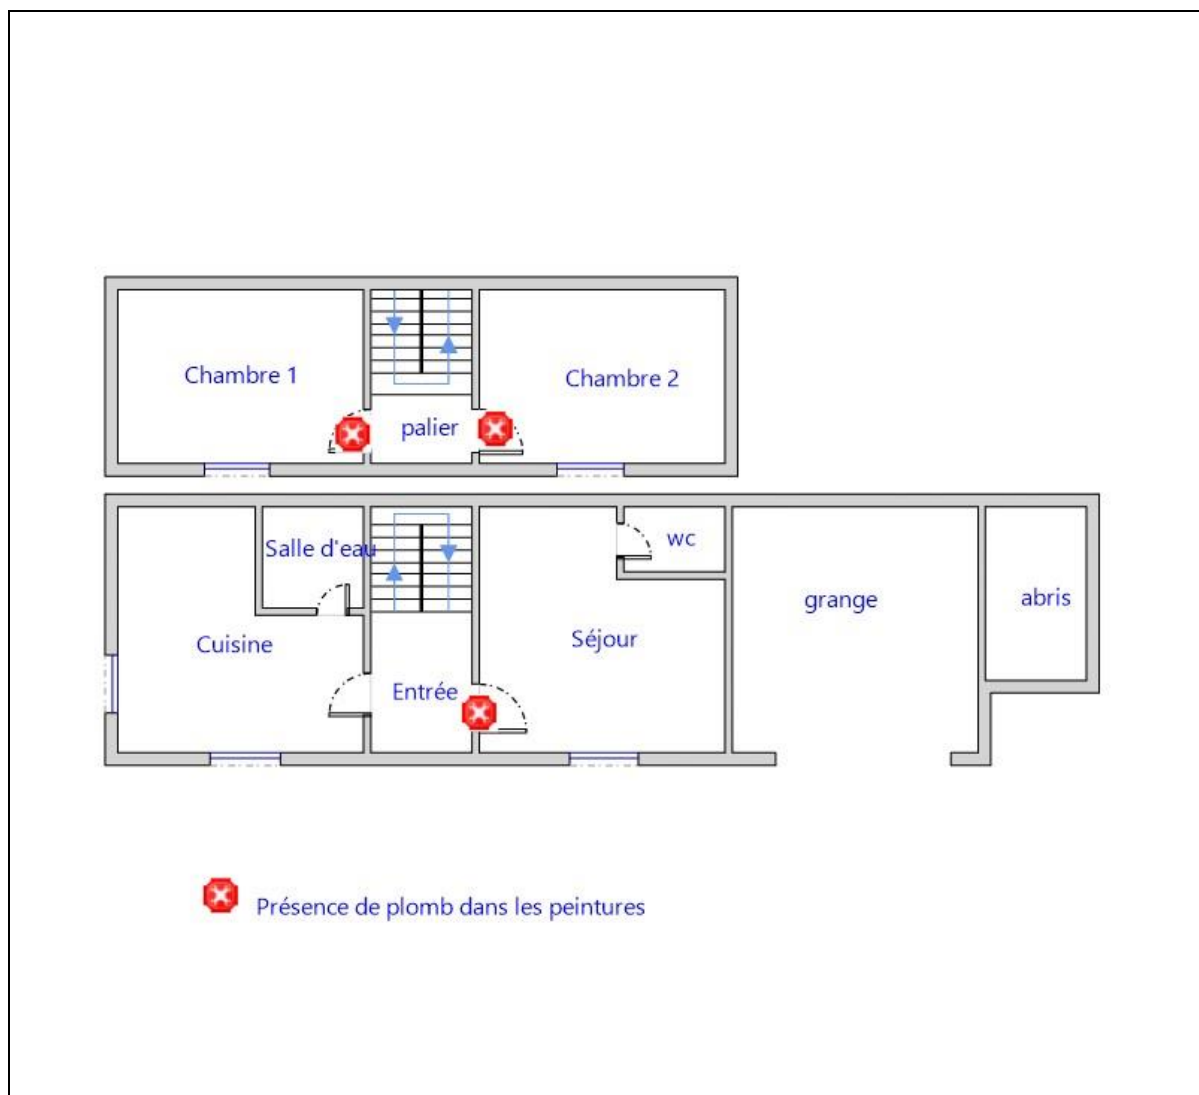 Chambre 1
Chambre 2
palier
Salle d'eau
wc
grange
abris
Cuisine
Séjour
Entrée
Présence de plomb dans les peintures